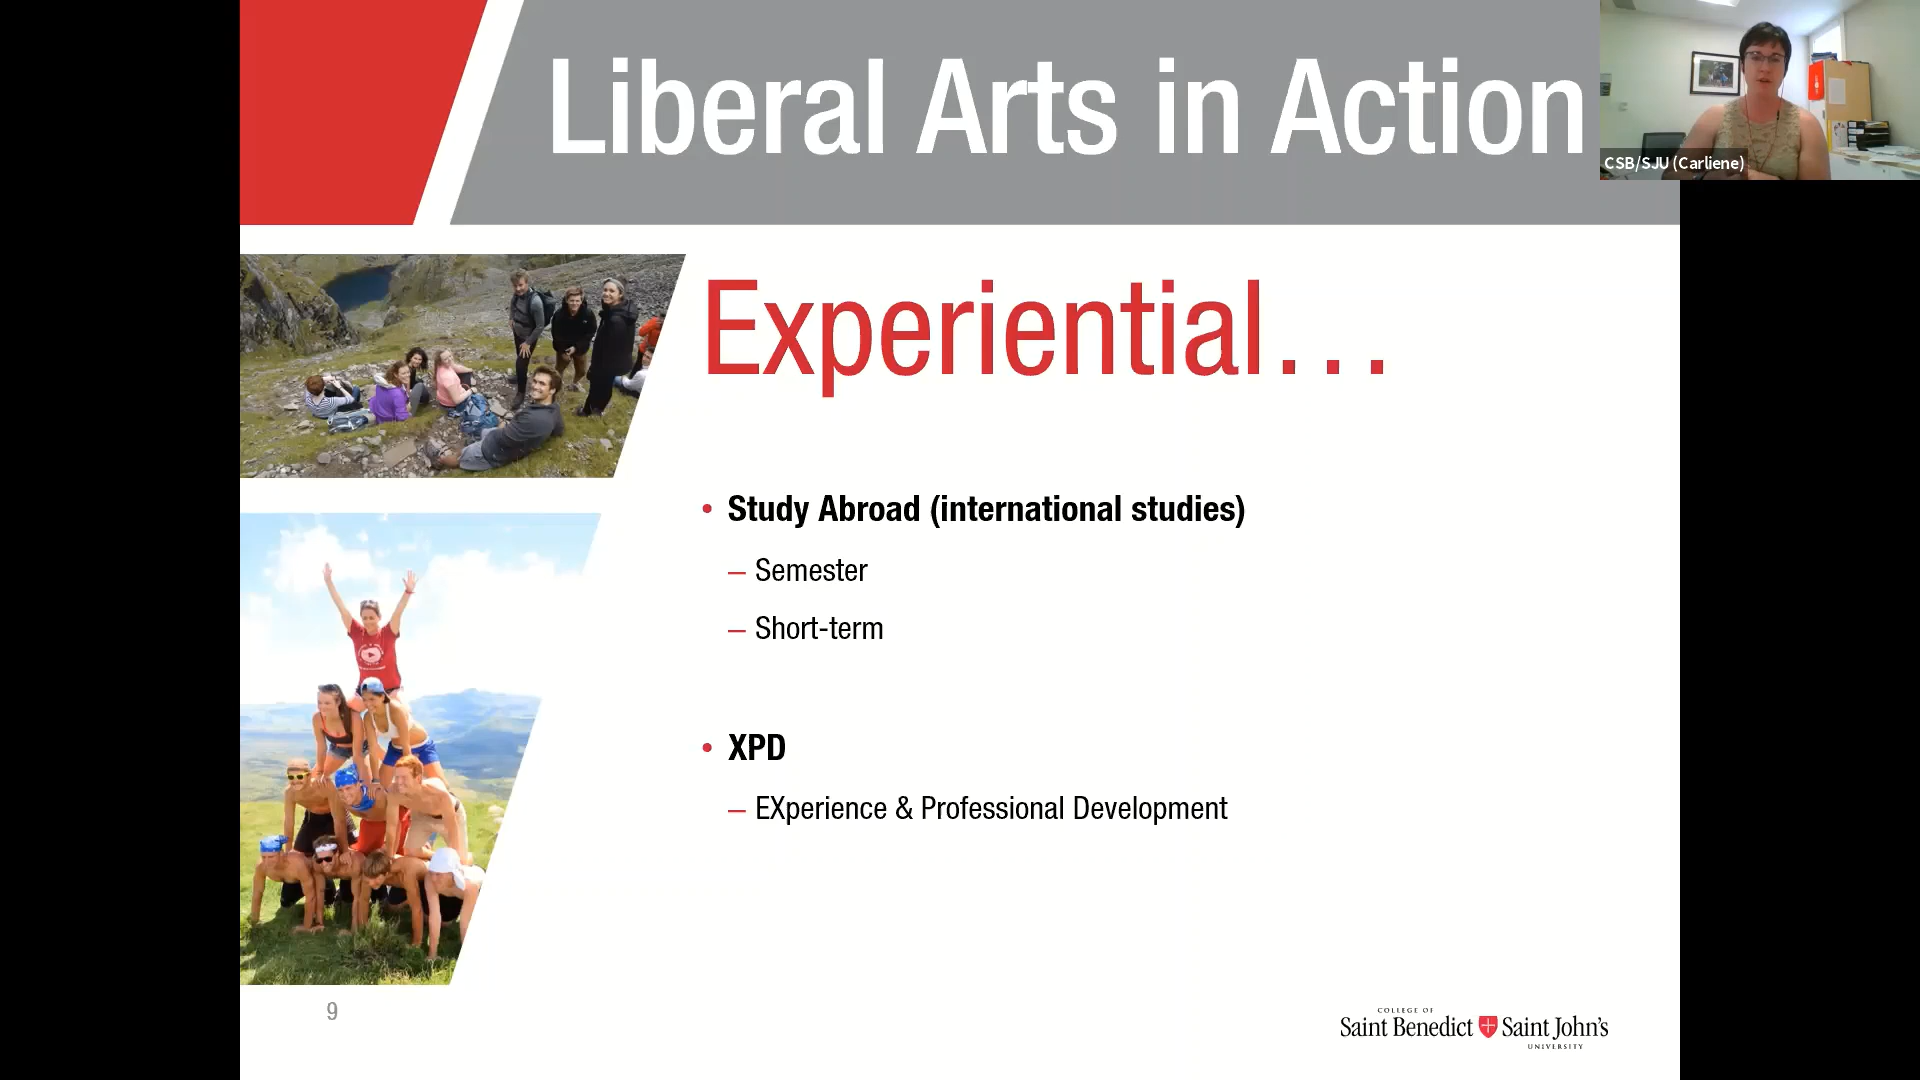 Liberal Arts in Action
CSB/SJU (Carliene)
Experiential...
• Study Abroad (international studies)
– Semester
– Short-term
• XPD
– EXperience & Professional Development
9
COLLEGE OF
Saint Benedict Saint John's
UNIVERSITY